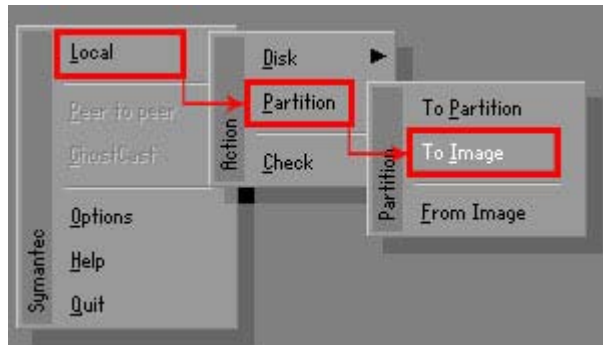 Local
Peer to peer
GhostCast
Options
Help
Quit
Symantec
Disk
Partition
Check
Action
To Partition
To Image
From Image
Partition